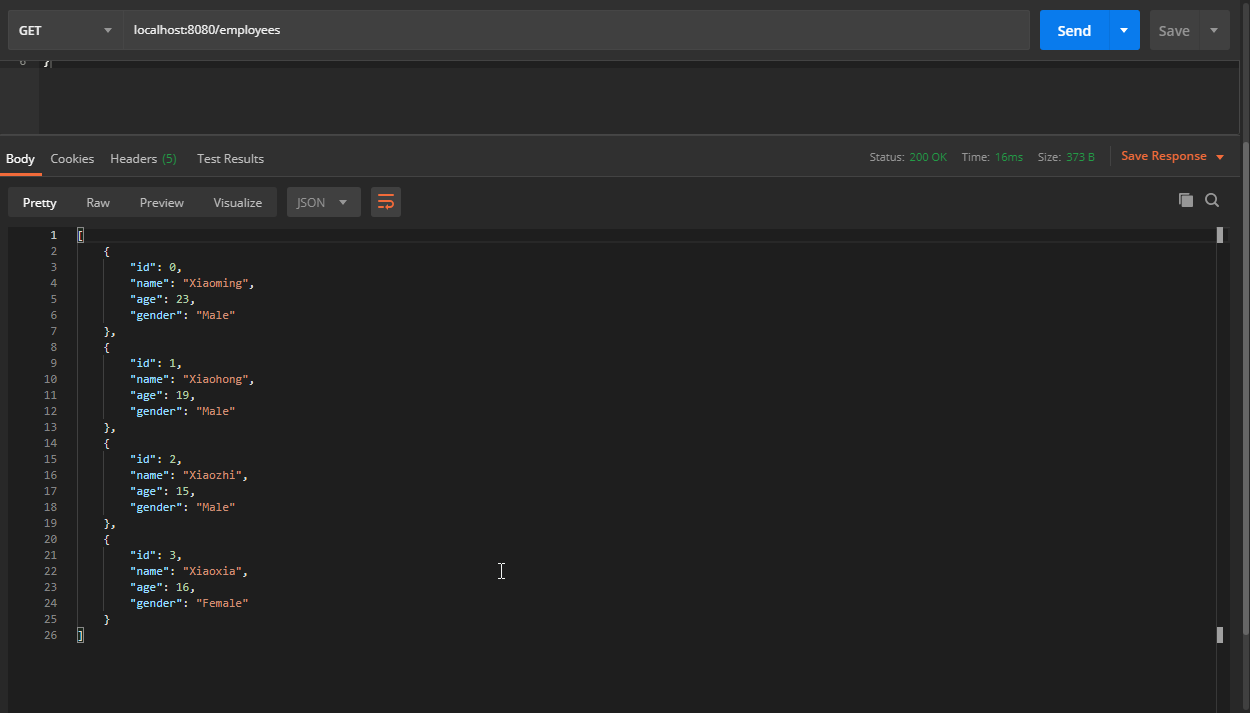 GET localhost:8080/employees Send Save
6 }
Body Cookies Headers (5) Test Results Status: 200 OK Time: 16ms Size: 373 B Save Response
Pretty Raw Preview Visualize JSON
1 [
2 {
3 "id": 0,
4 "name": "Xiaoming",
5 "age": 23,
6 "gender": "Male"
7 },
8 {
9 "id": 1,
10 "name": "Xiaohong",
11 "age": 19,
12 "gender": "Male"
13 },
14 {
15 "id": 2,
16 "name": "Xiaozhi",
17 "age": 15,
18 "gender": "Male"
19 },
20 {
21 "id": 3,
22 "name": "Xiaoxia",
23 "age": 16,
24 "gender": "Female"
25 }
26 ]